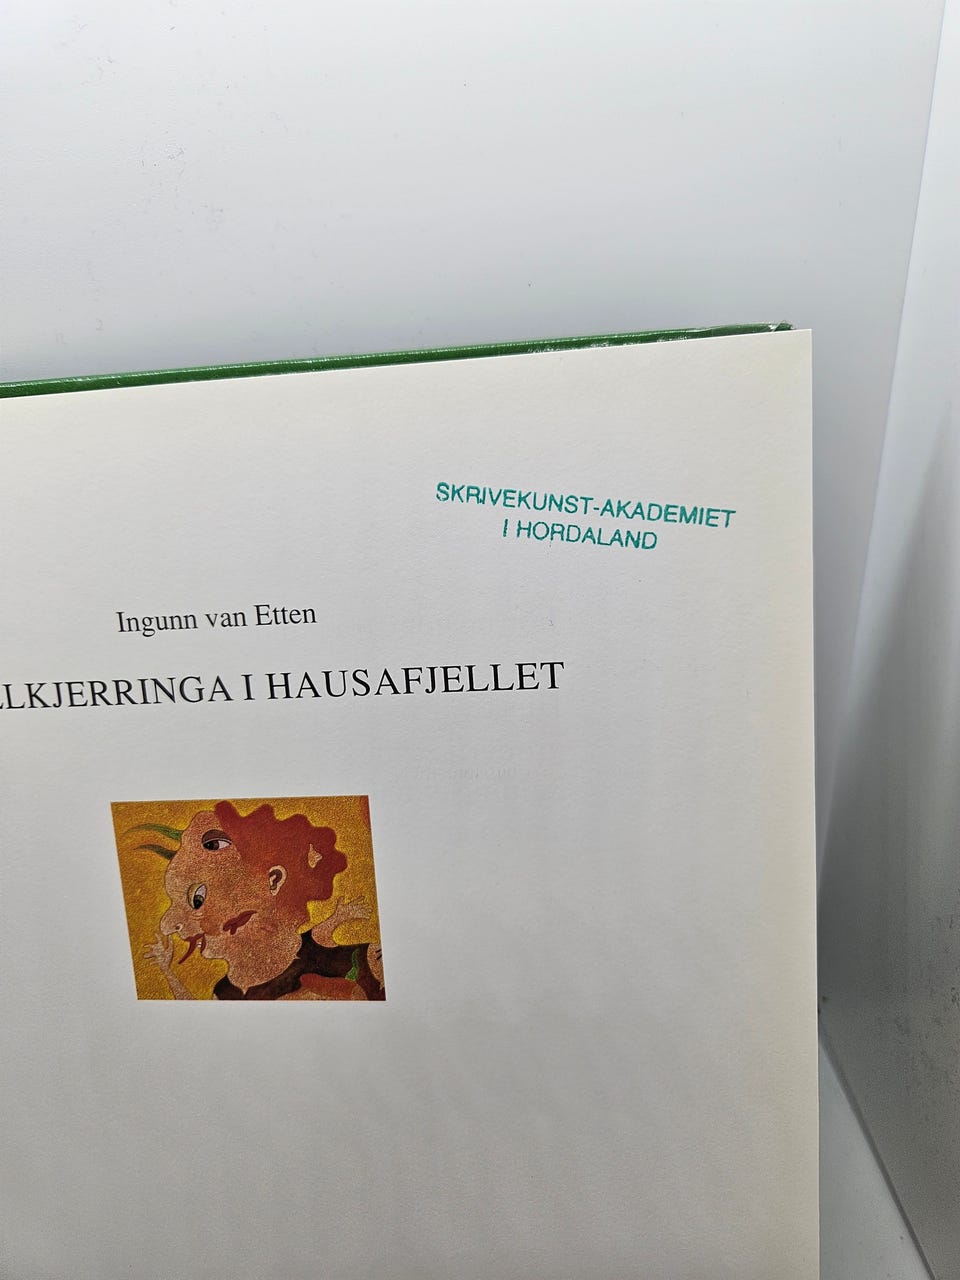 SKRIVEKUNST-AKADEMIET
I HORDALAND
Ingunn van Etten
LKJERRINGA I HAUSAFJELLET